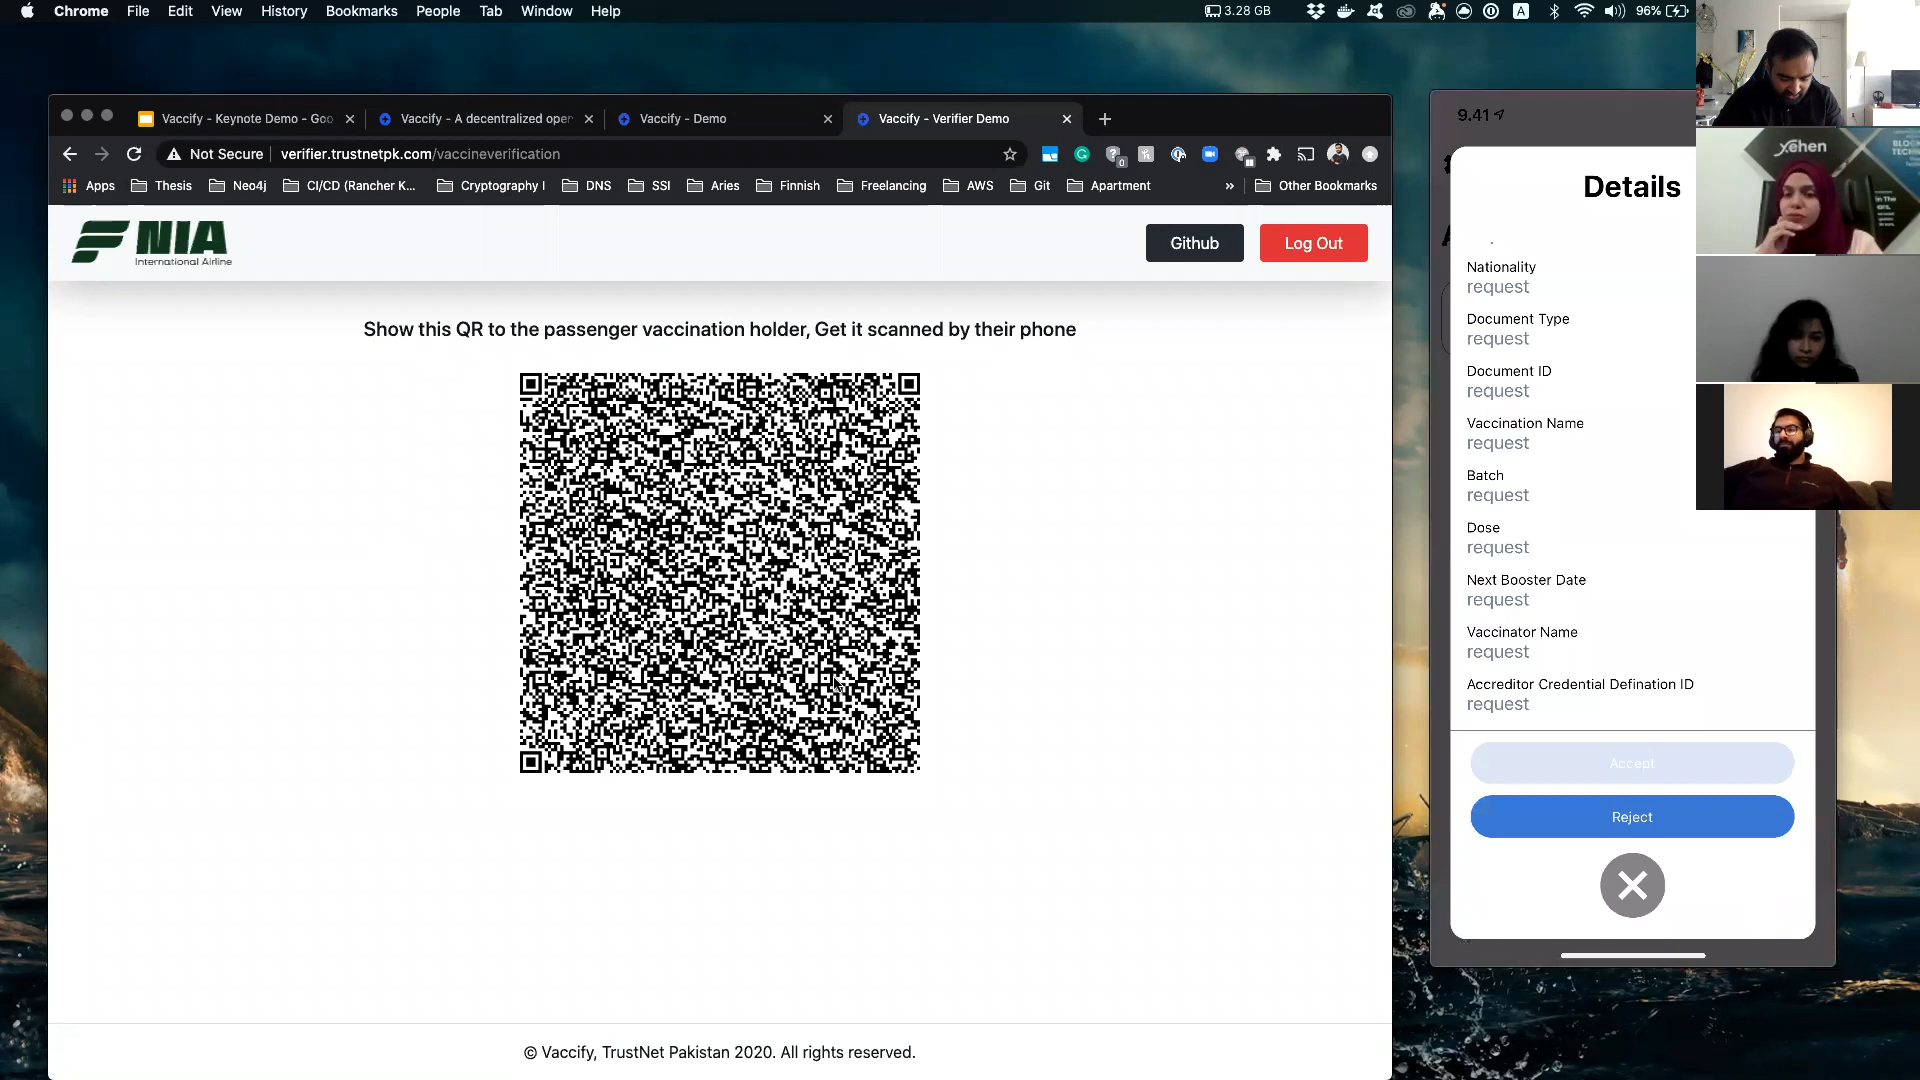 Chrome File Edit View History Bookmarks People Tab Window Help
3.28 GB
A
96%
Vaccify - Keynote Demo - Goo
Vaccify - A decentralized oper
Vaccify - Demo
Vaccify - Verifier Demo
Not Secure
verifier.trustnetpk.com/vaccineverification
0
Apps
Thesis
Neo4j
CI/CD (Rancher K...
Cryptography I
DNS
SSI
Aries
Finnish
Freelancing
AWS
Git
Apartment
»
Other Bookmarks
NIA
International Airline
Github
Log Out
Show this QR to the passenger vaccination holder, Get it scanned by their phone
© Vaccify, TrustNet Pakistan 2020. All rights reserved.
9.41
Details
Nationality
request
Document Type
request
Document ID
request
Vaccination Name
request
Batch
request
Dose
request
Next Booster Date
request
Vaccinator Name
request
Accreditor Credential Defination ID
request
Accept
Reject
xehen